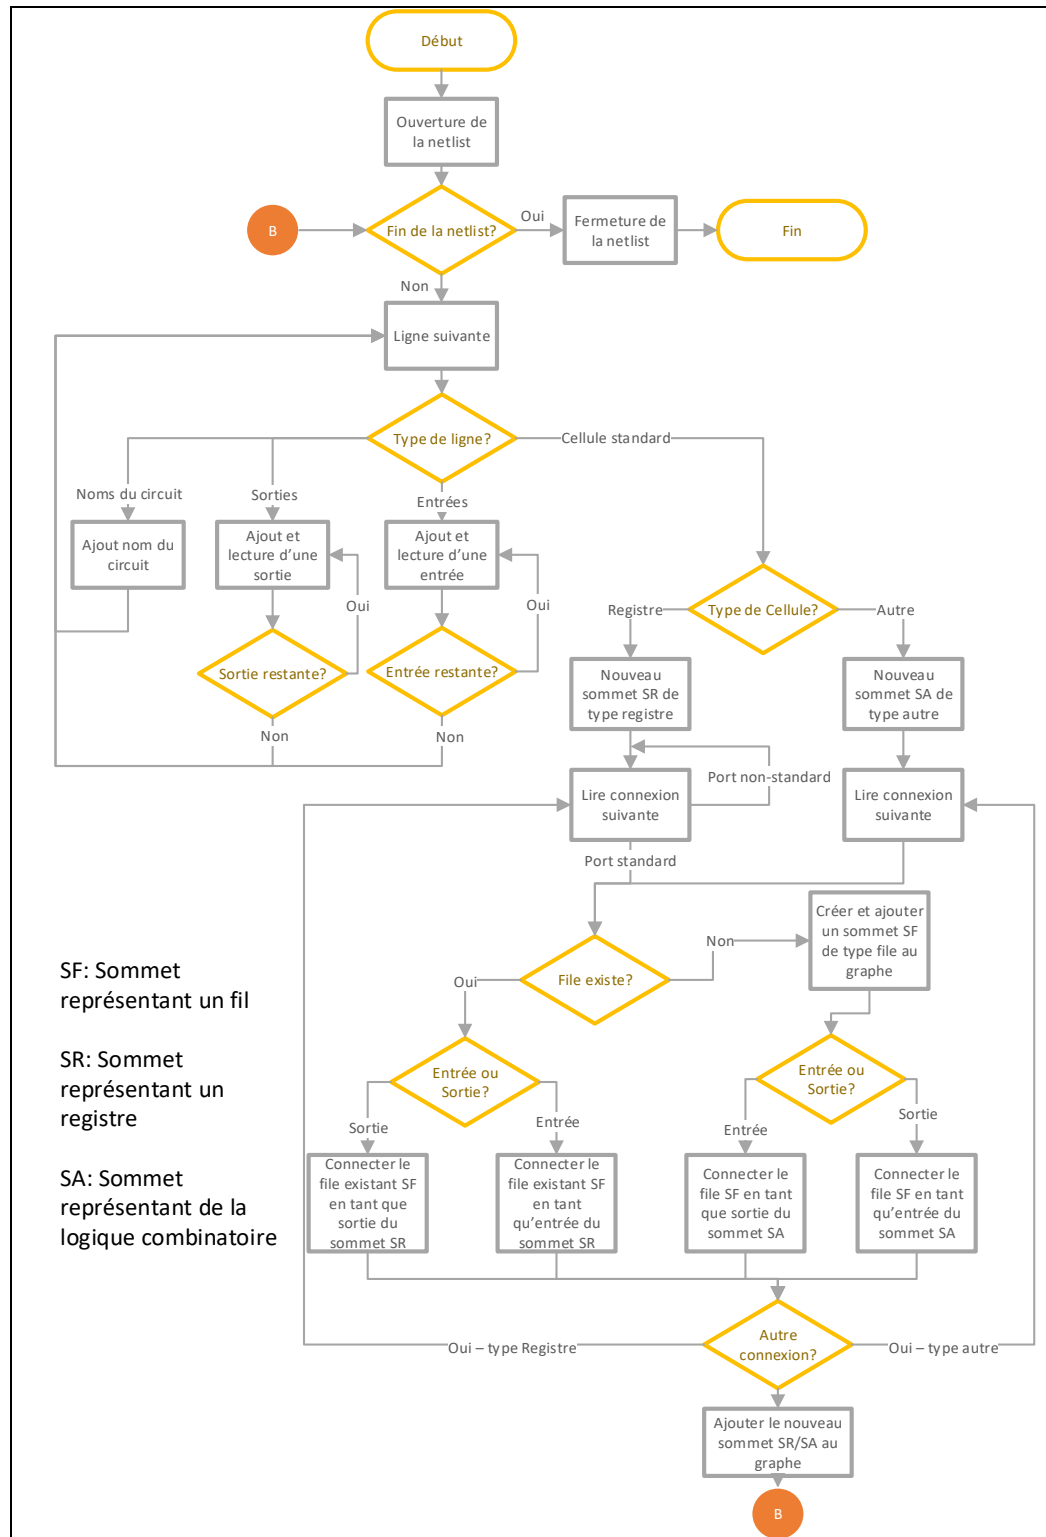 Début
Ouverture de
la netlist
B
Fin de la netlist?
Oui
Fermeture de
la netlist
Fin
Non
Ligne suivante
Type de ligne?
Cellule standard
Noms du circuit
Sorties
Entrées
Ajout nom du
circuit
Ajout et
lecture d’une
sortie
Ajout et
lecture d’une
entrée
Oui
Oui
Sortie restante?
Entrée restante?
Non
Non
Type de Cellule?
Registre
Autre
Nouveau
sommet SR de
type registre
Nouveau
sommet SA de
type autre
Port non-standard
Lire connexion
suivante
Lire connexion
suivante
Port standard
File existe?
Non
Créer et ajouter
un sommet SF
de type file au
graphe
Oui
SF: Sommet
représentant un fil
SR: Sommet
représentant un
registre
SA: Sommet
représentant de la
logique combinatoire
Entrée ou
Sortie?
Entrée ou
Sortie?
Sortie
Entrée
Entrée
Sortie
Connecter le
file existant SF
en tant que
sortie du
sommet SR
Connecter le
file existant SF
en tant
qu’entrée du
sommet SR
Connecter le
file SF en tant
que sortie du
sommet SA
Connecter le
file SF en tant
qu’entrée du
sommet SA
Autre
connexion?
Oui – type Registre
Oui – type autre
Ajouter le nouveau
sommet SR/SA au
graphe
B